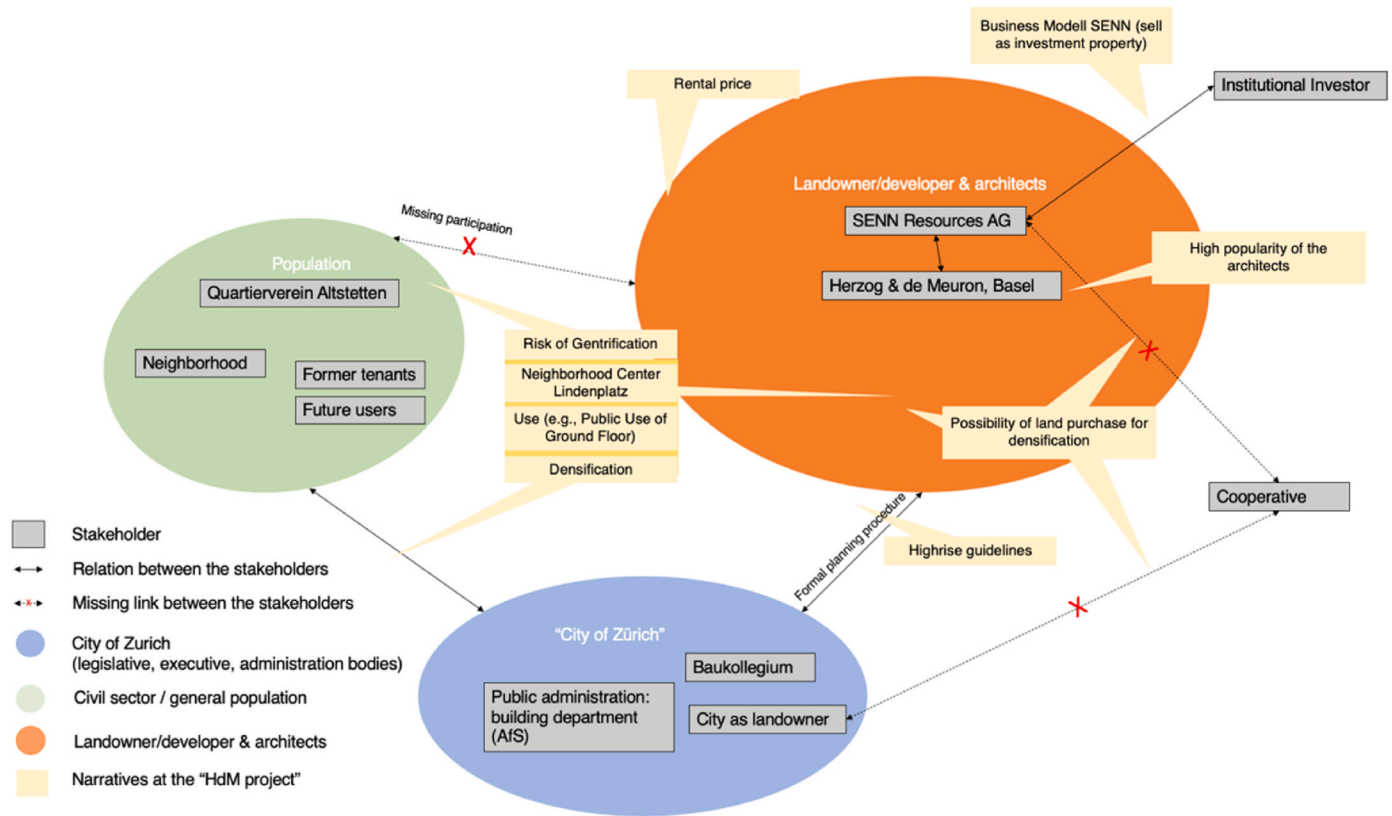 Business Modell SENN (sell
as investment property)
Rental price
Institutional Investor
Landowner/developer & architects
SENN Resources AG
Missing participation
High popularity of the
architects
Population
Herzog & de Meuron, Basel
Quartierverein Altstetten
Risk of Gentrification
Neighborhood
Former tenants
Neighborhood Center
Lindenplatz
Future users
Use (e.g., Public Use of
Ground Floor)
Possibility of land purchase for
densification
Densification
Cooperative
Formal planning procedure
Highrise guidelines
Stakeholder
Relation between the stakeholders
Missing link between the stakeholders
City of Zurich
(legislative, executive, administration bodies)
Civil sector / general population
Landowner/developer & architects
Narratives at the “HdM project”
“City of Zürich”
Baukollegium
Public administration:
building department
(AfS)
City as landowner